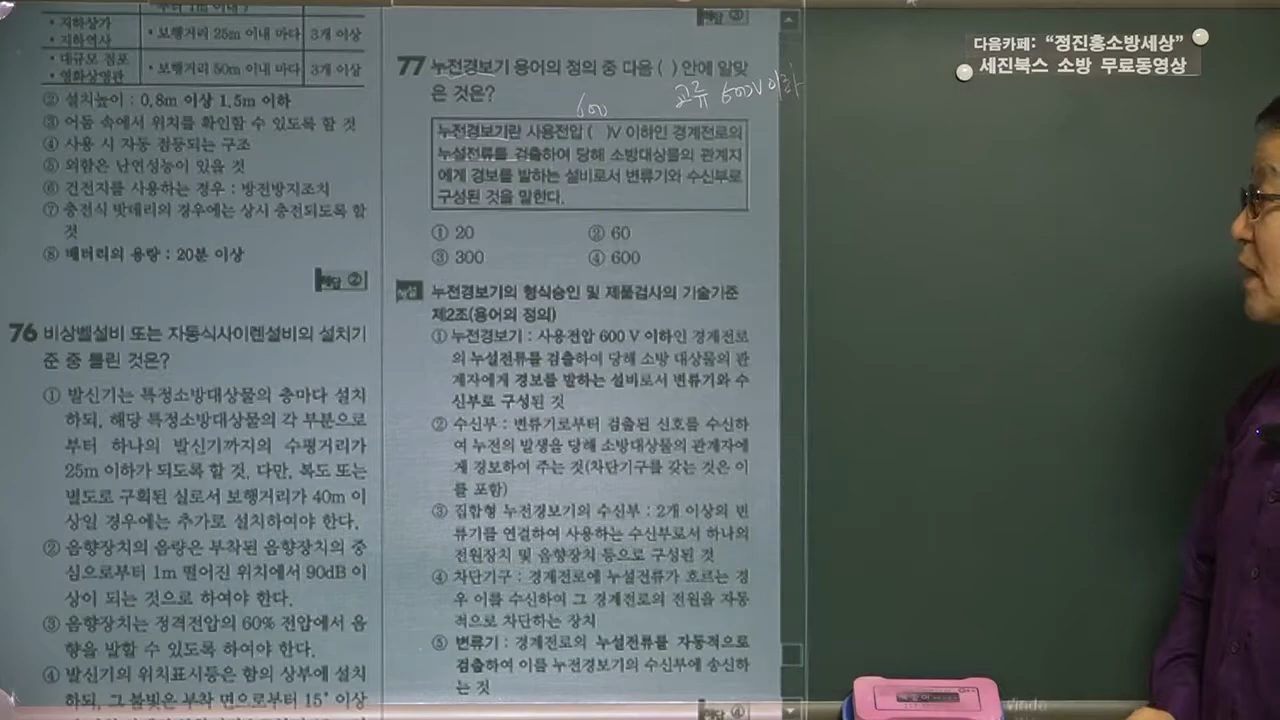 • 지하상가
• 지하역사
• 보행거리 25m 이내 마다
3개 이상
• 대규모 점포
• 영화상영관
• 보행거리 50m 이내 마다
3개 이상
② 설치높이 : 0.8m 이상 1.5m 이하
③ 어둠 속에서 위치를 확인할 수 있도록 할 것
④ 사용 시 자동 점등되는 구조
⑤ 외함은 난연성능이 있을 것
⑥ 건전지를 사용하는 경우 : 방전방지조치
⑦ 충전식 밧데리의 경우에는 상시 충전되도록 할
것
⑧ 배터리의 용량 : 20분 이상
해답 ②
76 비상벨설비 또는 자동식사이렌설비의 설치기
준 중 틀린 것은?
① 발신기는 특정소방대상물의 층마다 설치
하되, 해당 특정소방대상물의 각 부분으로
부터 하나의 발신기까지의 수평거리가
25m 이하가 되도록 할 것. 다만, 복도 또는
별도로 구획된 실로서 보행거리가 40m 이
상일 경우에는 추가로 설치하여야 한다.
② 음향장치의 음량은 부착된 음향장치의 중
심으로부터 1m 떨어진 위치에서 90dB 이
상이 되는 것으로 하여야 한다.
③ 음향장치는 정격전압의 60% 전압에서 음
향을 발할 수 있도록 하여야 한다.
④ 발신기의 위치표시등은 함의 상부에 설치
하되, 그 불빛은 부착 면으로부터 15° 이상
해답 ③
77 누전경보기 용어의 정의 중 다음 ( ) 안에 알맞
은 것은?
600
교류 600V 이하
누전경보기란 사용전압 ( )V 이하인 경계전로의
누설전류를 검출하여 당해 소방대상물의 관계자
에게 경보를 발하는 설비로서 변류기와 수신부로
구성된 것을 말한다.
① 20
② 60
③ 300
④ 600
해설 누전경보기의 형식승인 및 제품검사의 기술기준
제2조(용어의 정의)
① 누전경보기 : 사용전압 600 V 이하인 경계전로
의 누설전류를 검출하여 당해 소방 대상물의 관
계자에게 경보를 발하는 설비로서 변류기와 수
신부로 구성된 것
② 수신부 : 변류기로부터 검출된 신호를 수신하
여 누전의 발생을 당해 소방대상물의 관계자에
게 경보하여 주는 것(차단기구를 갖는 것은 이
를 포함)
③ 집합형 누전경보기의 수신부 : 2개 이상의 변
류기를 연결하여 사용하는 수신부로서 하나의
전원장치 및 음향장치 등으로 구성된 것
④ 차단기구 : 경계전로에 누설전류가 흐르는 경
우 이를 수신하여 그 경계전로의 전원을 자동
적으로 차단하는 장치
⑤ 변류기 : 경계전로의 누설전류를 자동적으로
검출하여 이를 누전경보기의 수신부에 송신하
는 것
해답 ④
다음카페: “정진홍소방세상”
세진북스 소방 무료동영상